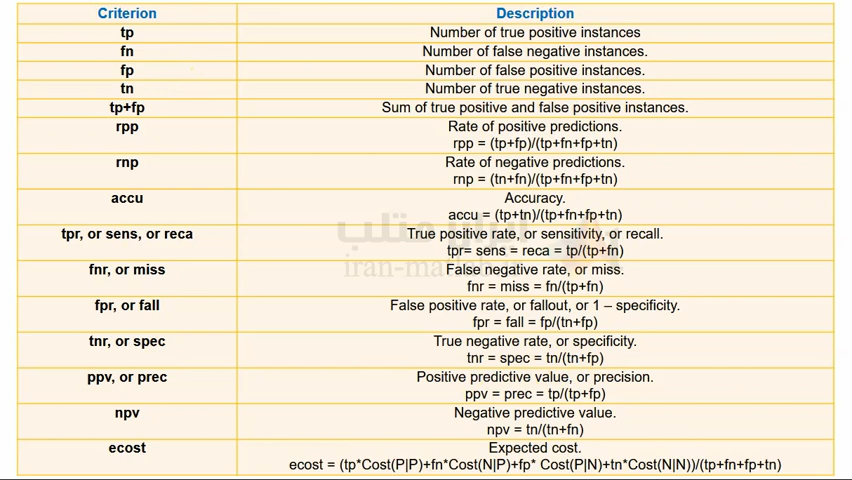 Criterion Description
tp Number of true positive instances
fn Number of false negative instances.
fp Number of false positive instances.
tn Number of true negative instances.
tp+fp Sum of true positive and false positive instances.
rpp Rate of positive predictions.
rpp = (tp+fp)/(tp+fn+fp+tn)
rnp Rate of negative predictions.
rnp = (tn+fn)/(tp+fn+fp+tn)
accu Accuracy.
accu = (tp+tn)/(tp+fn+fp+tn)
tpr, or sens, or reca True positive rate, or sensitivity, or recall.
tpr= sens = reca = tp/(tp+fn)
fnr, or miss False negative rate, or miss.
fnr = miss = fn/(tp+fn)
fpr, or fall False positive rate, or fallout, or 1 – specificity.
fpr = fall = fp/(tn+fp)
tnr, or spec True negative rate, or specificity.
tnr = spec = tn/(tn+fp)
ppv, or prec Positive predictive value, or precision.
ppv = prec = tp/(tp+fp)
npv Negative predictive value.
npv = tn/(tn+fn)
ecost Expected cost.
ecost = (tp*Cost(P|P)+fn*Cost(N|P)+fp* Cost(P|N)+tn*Cost(N|N))/(tp+fn+fp+tn)
ایران متلب